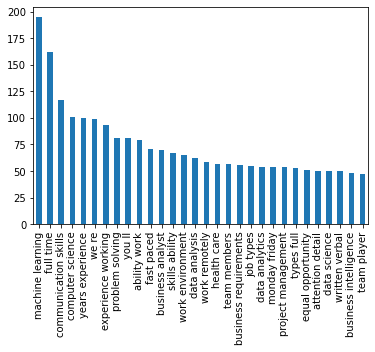 200
175
150
125
100
75
50
25
0
machine learning
full time
communication skills
computer science
years experience
we re
experience working
problem solving
you ll
ability work
fast paced
business analyst
skills ability
work environment
data analysis
work remotely
health care
team members
business requirements
job types
data analytics
monday friday
project management
types full
equal opportunity
attention detail
data science
written verbal
business intelligence
team player